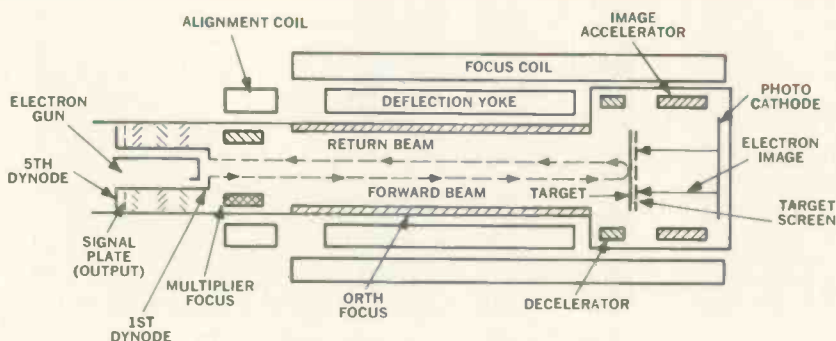 ALIGNMENT COIL
IMAGE
ACCELERATOR
FOCUS COIL
PHOTO
CATHODE
ELECTRON
GUN
DEFLECTION YOKE
5TH
DYNODE
RETURN BEAM
ELECTRON
IMAGE
FORWARD BEAM
TARGET
TARGET
SCREEN
SIGNAL
PLATE
(OUTPUT)
MULTIPLIER
FOCUS
1ST
DYNODE
ORTH
FOCUS
DECELERATOR